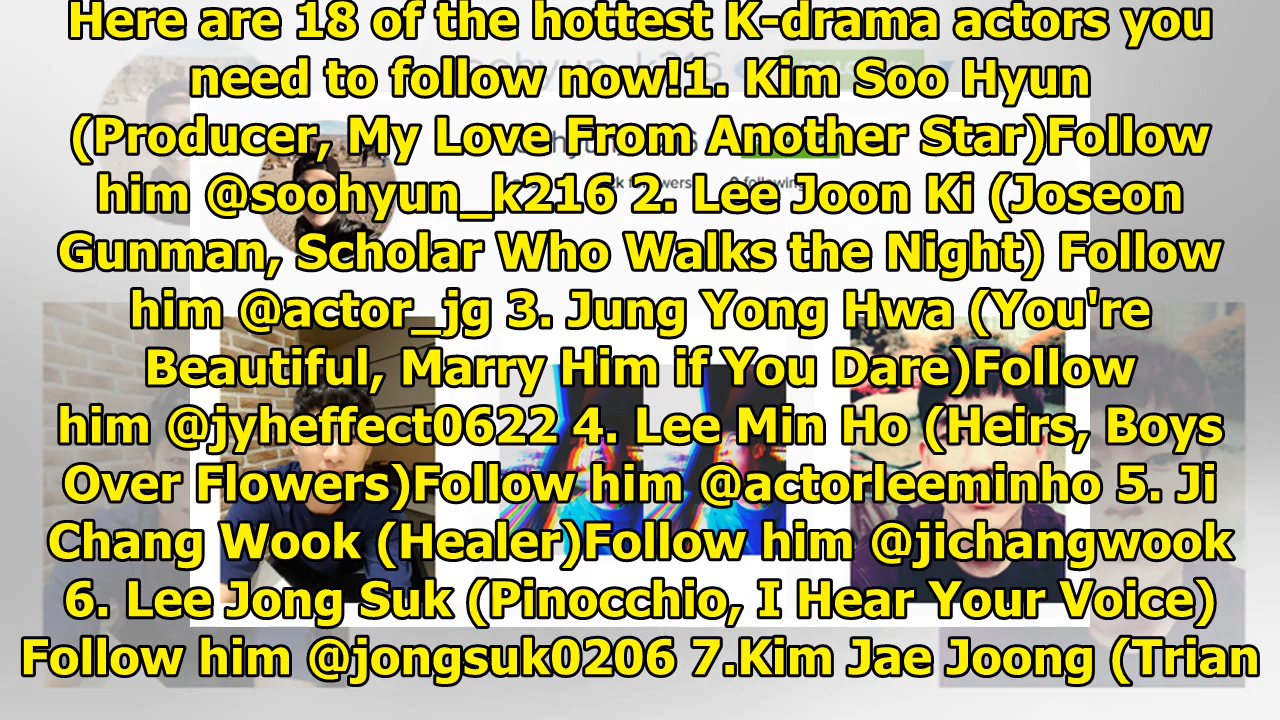 Here are 18 of the hottest K-drama actors you
need to follow now!1. Kim Soo Hyun
(Producer, My Love From Another Star)Follow
him @soohyun_k216 2. Lee Joon Ki (Joseon
Gunman, Scholar Who Walks the Night) Follow
him @actor_jg 3. Jung Yong Hwa (You're
Beautiful, Marry Him if You Dare)Follow
him @jyheffect0622 4. Lee Min Ho (Heirs, Boys
Over Flowers)Follow him @actorleeminho 5. Ji
Chang Wook (Healer)Follow him @jichangwook
6. Lee Jong Suk (Pinocchio, I Hear Your Voice)
Follow him @jongsuk0206 7.Kim Jae Joong (Trian